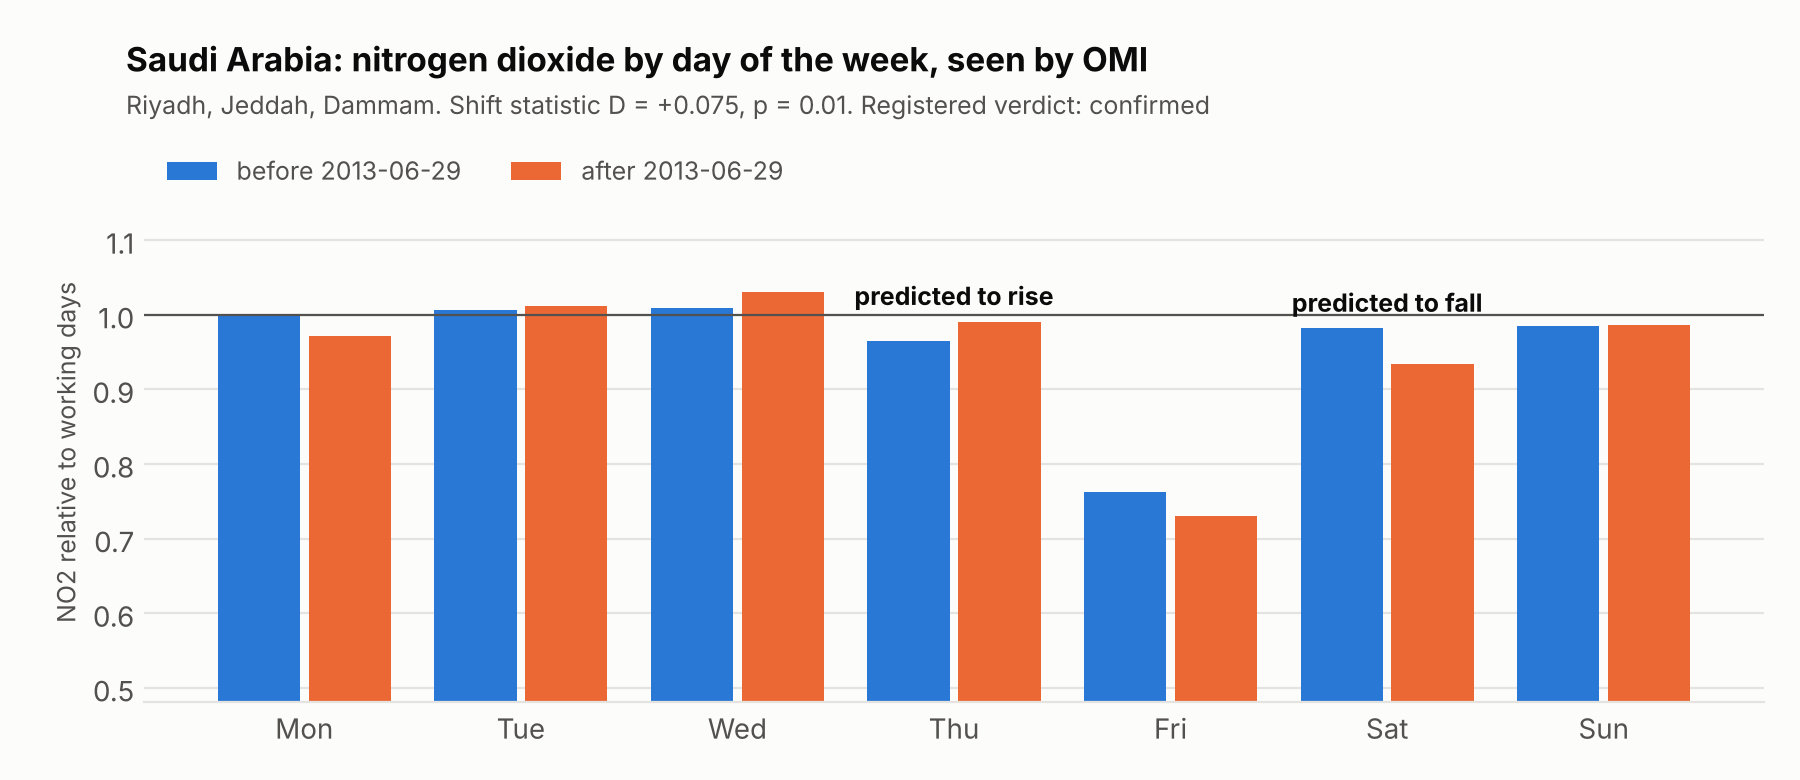 Saudi Arabia: nitrogen dioxide by day of the week, seen by OMI
Riyadh, Jeddah, Dammam. Shift statistic D = +0.075, p = 0.01. Registered verdict: confirmed
before 2013-06-29 after 2013-06-29
NO2 relative to working days
1.1
1.0
0.9
0.8
0.7
0.6
0.5
predicted to rise
predicted to fall
Mon Tue Wed Thu Fri Sat Sun